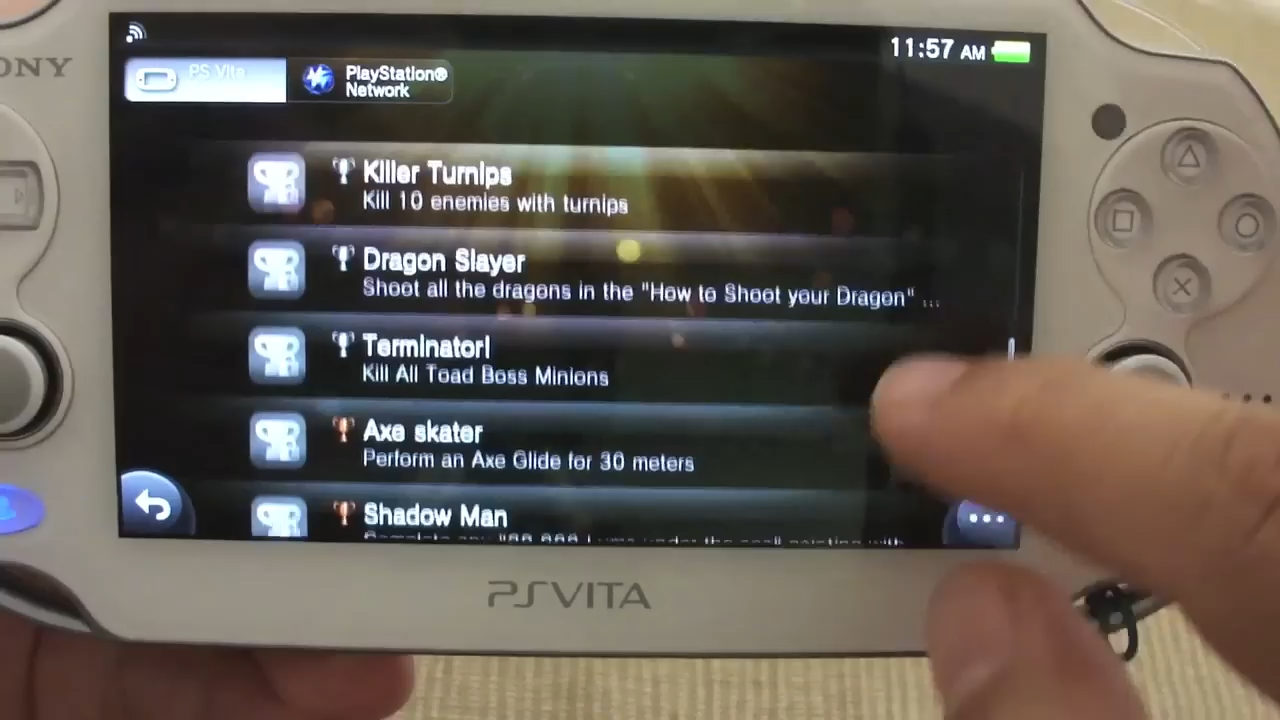 ONY
11:57 AM
PS Vita
PlayStation®
Network
Killer Turnips
Kill 10 enemies with turnips
Dragon Slayer
Shoot all the dragons in the "How to Shoot your Dragon" ...
Terminator!
Kill All Toad Boss Minions
Axe skater
Perform an Axe Glide for 30 meters
Shadow Man
PSVITA